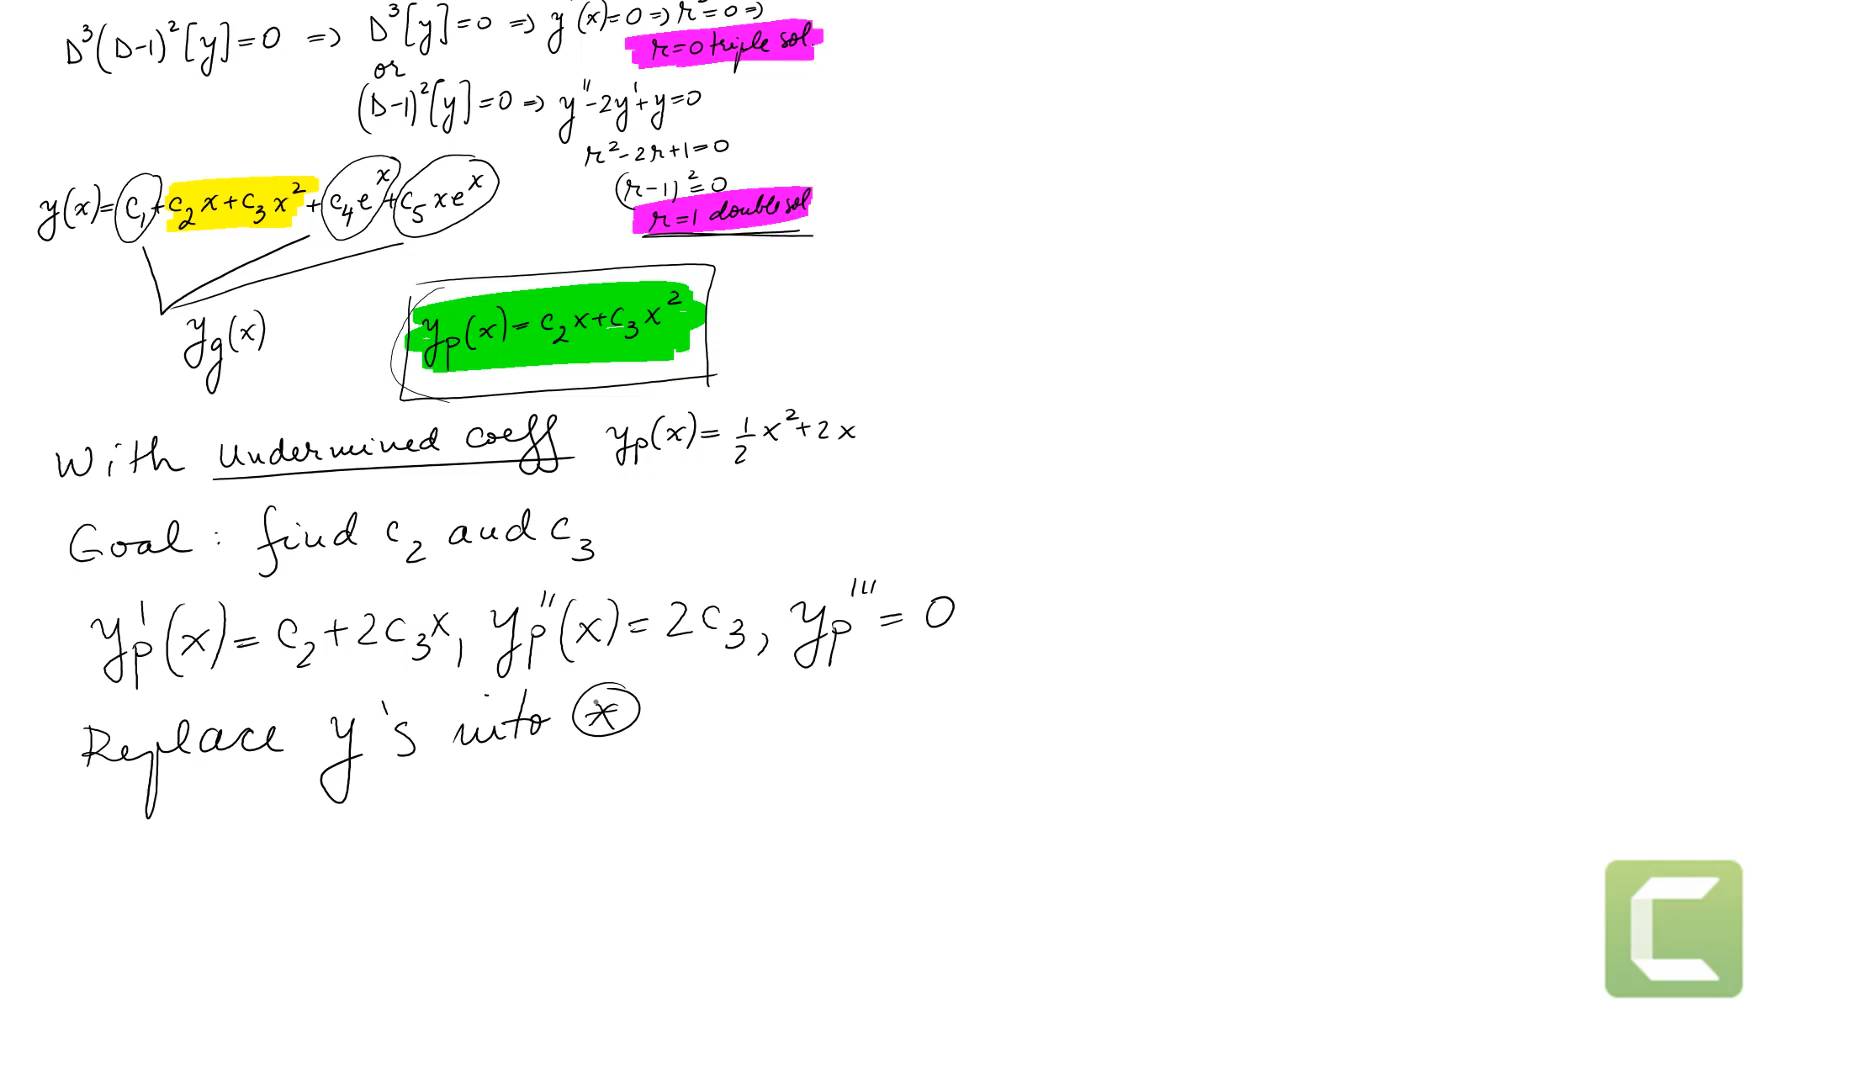 D³(D-1)²[y]=0 ⇒ D³[y]=0 ⇒ y'''(x)=0 ⇒ r³=0 ⇒
r=0 triple sol.
or
(D-1)²[y]=0 ⇒ y''-2y'+y=0
r²-2r+1=0
(r-1)²=0
r=1 double sol
y(x)=c₁+c₂x+c₃x²+c₄eˣ+c₅xeˣ
y_g(x)
y_p(x)=c₂x+c₃x²
With Undermined coeff y_p(x)=½x²+2x
Goal: find c₂ and c₃
y_p'(x)=c₂+2c₃x, y_p''(x)=2c₃, y_p'''=0
Replace y's into ⊛